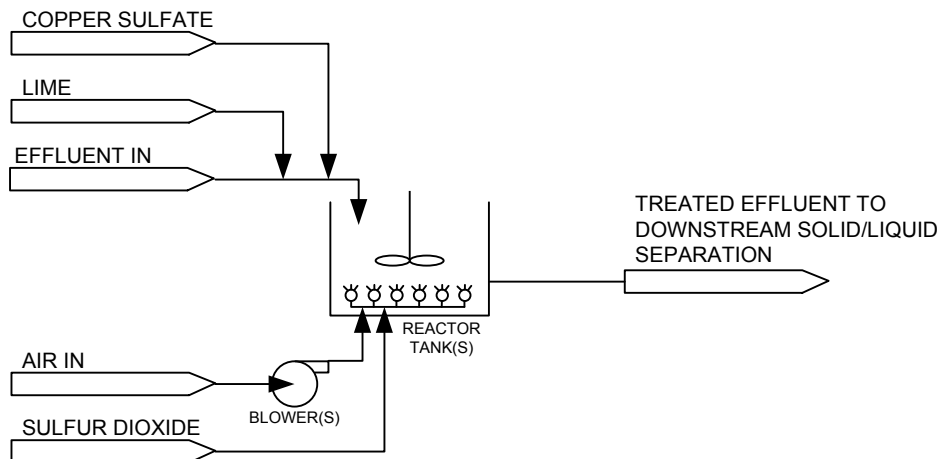 COPPER SULFATE
LIME
EFFLUENT IN
TREATED EFFLUENT TO
DOWNSTREAM SOLID/LIQUID
SEPARATION
REACTOR
TANK(S)
AIR IN
BLOWER(S)
SULFUR DIOXIDE